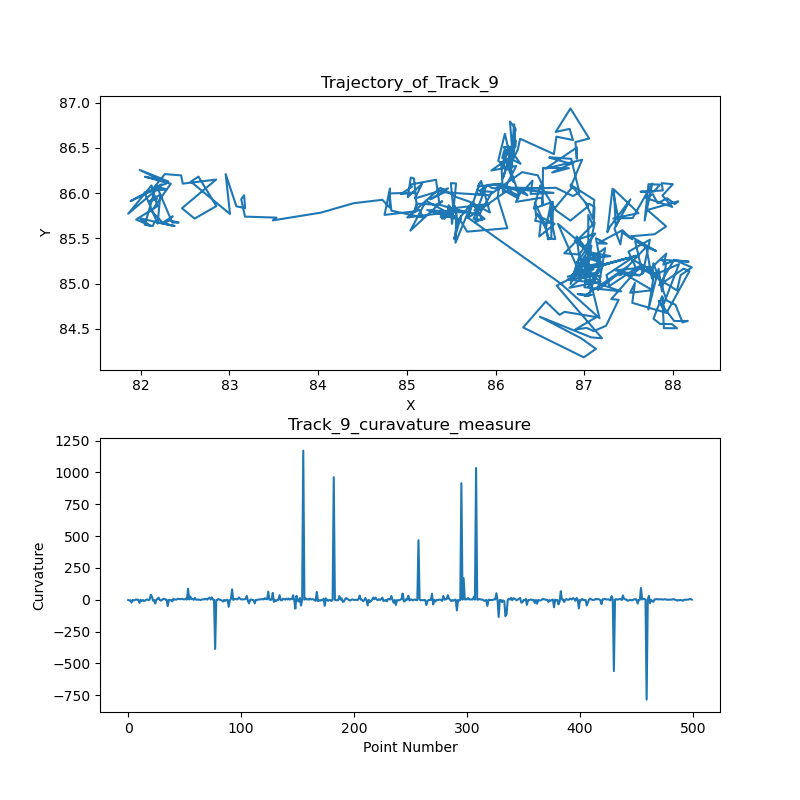 Trajectory_of_Track_9
87.0
86.5
86.0
85.5
85.0
84.5
Y
82 83 84 85 86 87 88
X
Track_9_curavature_measure
1250
1000
750
500
250
0
−250
−500
−750
Curvature
0 100 200 300 400 500
Point Number